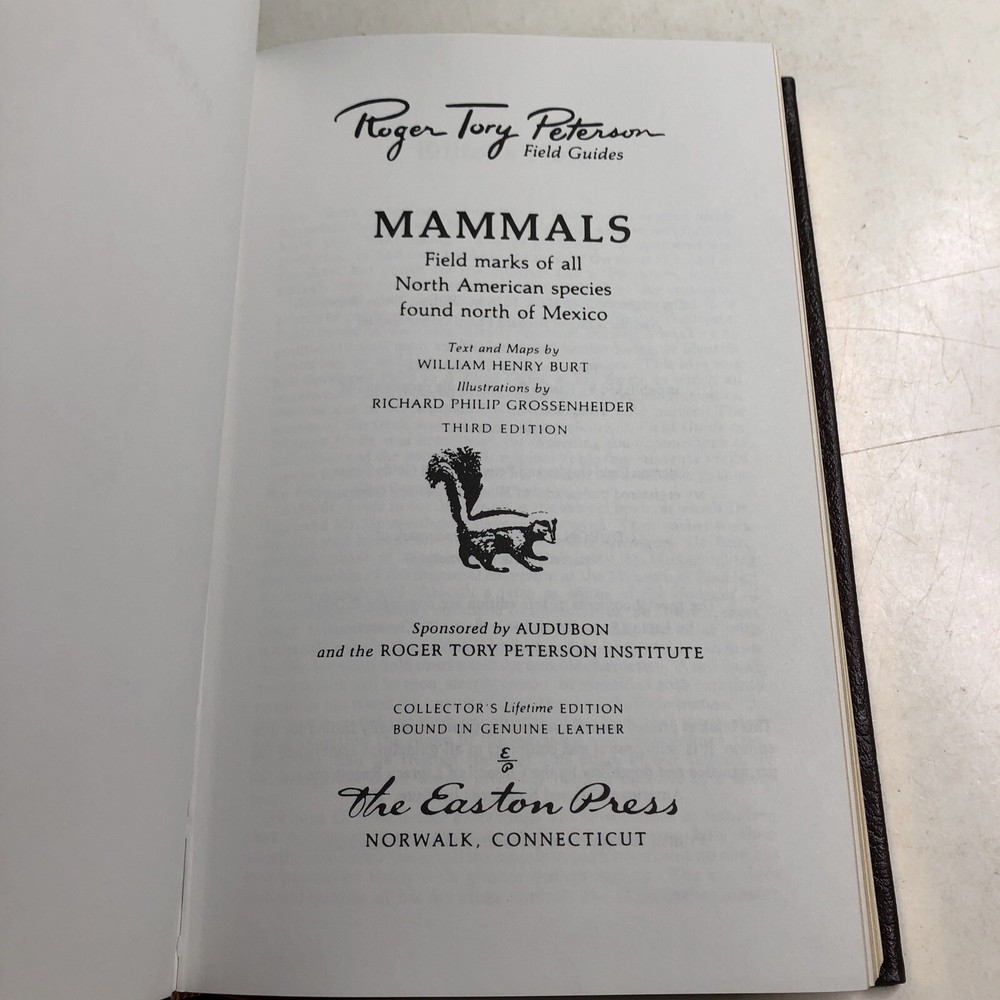 Roger Tory Peterson
Field Guides
MAMMALS
Field marks of all
North American species
found north of Mexico
Text and Maps by
WILLIAM HENRY BURT
Illustrations by
RICHARD PHILIP GROSSENHEIDER
THIRD EDITION
Sponsored by AUDUBON
and the ROGER TORY PETERSON INSTITUTE
COLLECTOR'S Lifetime EDITION
BOUND IN GENUINE LEATHER
E
P
The Easton Press
NORWALK, CONNECTICUT